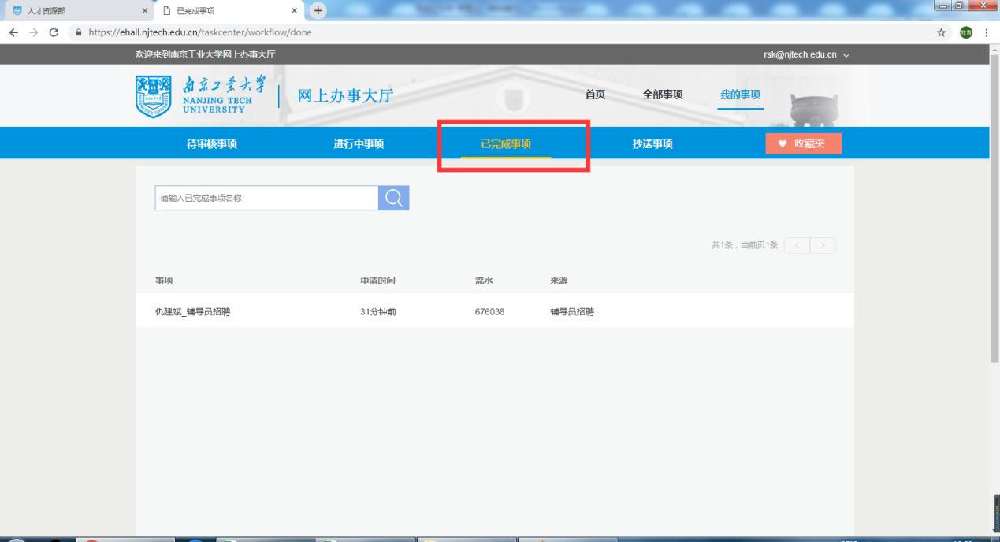 人才资源部
已完成事项
https://ehall.njtech.edu.cn/taskcenter/workflow/done
欢迎来到南京工业大学网上办事大厅
rsk@njtech.edu.cn
南京工业大学
NANJING TECH
UNIVERSITY
网上办事大厅
首页
全部事项
我的事项
待审核事项
进行中事项
已完成事项
抄送事项
收藏夹
请输入已完成事项名称
共1条，当前页1条
事项
申请时间
流水
来源
仇建斌_辅导员招聘
31分钟前
676038
辅导员招聘